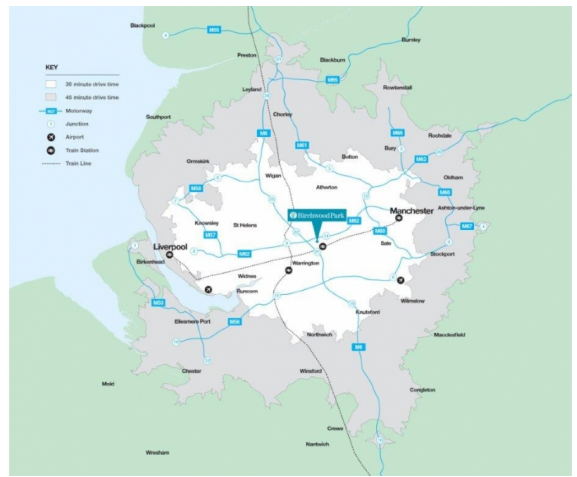 Blackpool
M55
Burnley
Preston
KEY
Blackburn
M65
30 minute drive time
Leyland
Rawtenstall
45 minute drive time
Motorway
Chorley
Junction
Southport
M6
M66
Airport
Rochdale
Train Station
M61
Bury
Bolton
M62
Train Line
Ormskirk
Oldham
Wigan
Atherton
M58
M60
Ashton-under-Lyne
Birchwood Park
Manchester
Knowsley
St Helens
M62
M67
M57
M60
Liverpool
Sale
M62
Stockport
Birkenhead
Warrington
Widnes
Runcorn
Wilmslow
M53
Knutsford
Ellesmere Port
M56
Northwich
Macclesfield
M6
Chester
Winsford
Mold
Congleton
Crewe
Nantwich
Wrexham